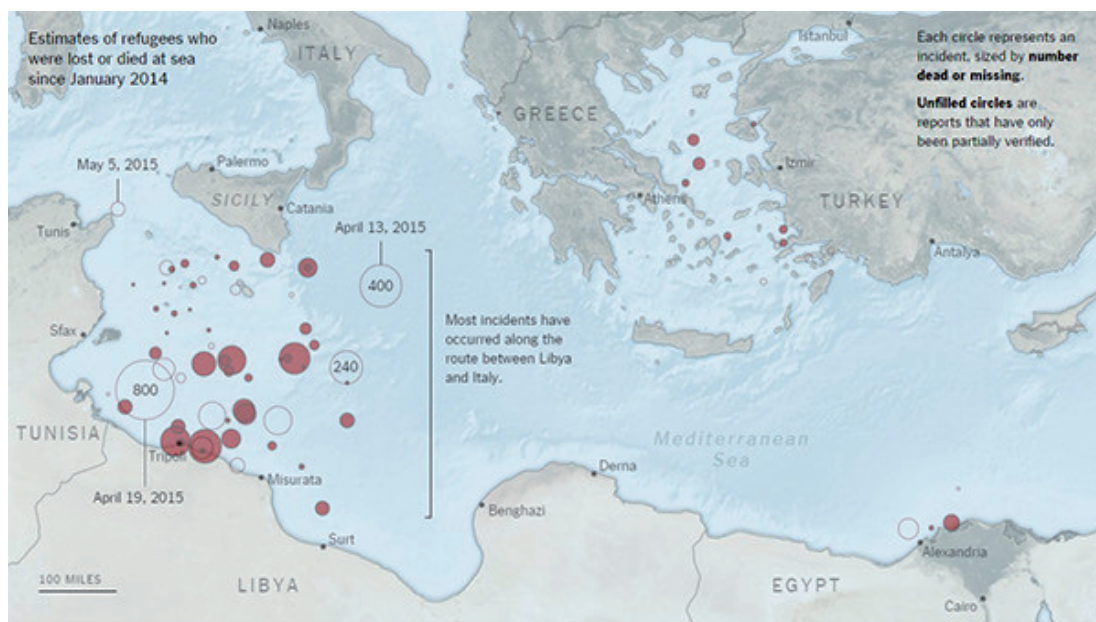 Estimates of refugees who
were lost or died at sea
since January 2014
Naples
ITALY
Istanbul
Each circle represents an
incident, sized by number
dead or missing.
Unfilled circles are
reports that have only
been partially verified.
GREECE
May 5, 2015
Palermo
Izmir
SICILY
Catania
Athens
TURKEY
Tunis
April 13, 2015
Antalya
400
Most incidents have
occurred along the
route between Libya
and Italy.
Sfax
240
800
TUNISIA
Tripoli
Mediterranean
Sea
Derna
Misurata
April 19, 2015
Benghazi
Surt
Alexandria
100 MILES
LIBYA
EGYPT
Cairo